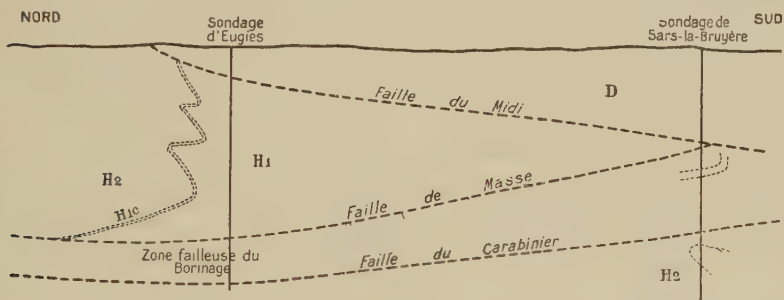 NORD
SUD
Sondage
d'Eugies
Sondage de
Sars-la-Bruyère
Faille du Midi
D
H2
H1
H1c
Faille de Masse
Zone failleuse du
Borinage
Faille du Carabinier
H2